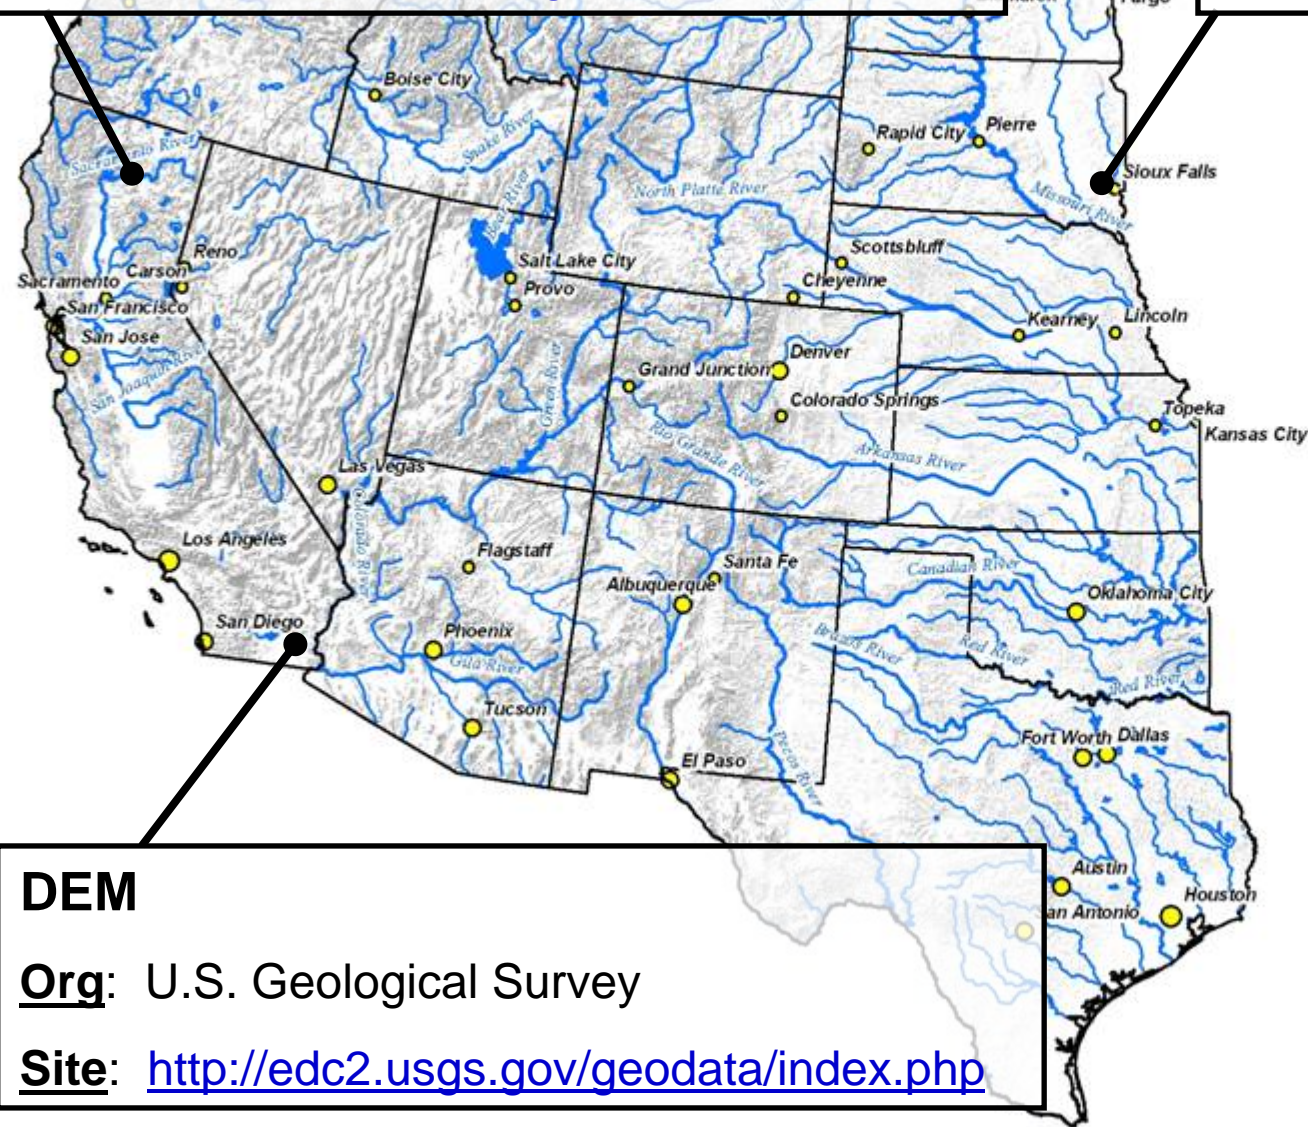 Boise City
Snake River
Rapid City
Pierre
Sioux Falls
Missouri River
Sacramento River
Bear River
North Platte River
Reno
Carson
Sacramento
San Francisco
San Jose
Salt Lake City
Provo
Scottsbluff
Cheyenne
Kearney
Lincoln
San Joaquin River
Green River
Grand Junction
Denver
Colorado Springs
Topeka
Kansas City
Rio Grande River
Arkansas River
Las Vegas
Colorado River
Los Angeles
Flagstaff
Santa Fe
Albuquerque
Canadian River
Oklahoma City
San Diego
Phoenix
Gila River
Brazos River
Red River
Red River
Tucson
Fort Worth
Dallas
El Paso
Pecos River
Austin
Houston
an Antonio
DEM
Org: U.S. Geological Survey
Site: http://edc2.usgs.gov/geodata/index.php